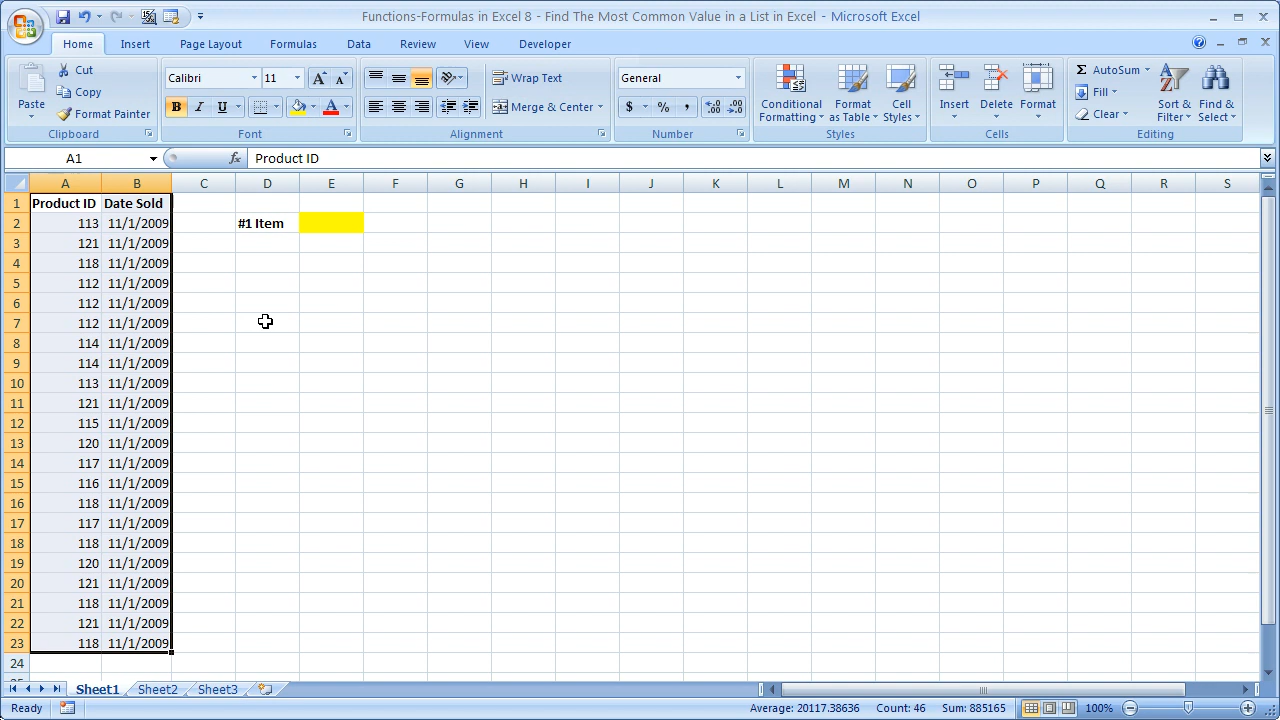 Functions-Formulas in Excel 8 - Find The Most Common Value in a List in Excel - Microsoft Excel
Home Insert Page Layout Formulas Data Review View Developer
Paste
Cut
Copy
Format Painter
Clipboard
Calibri 11
B I U
Font
Wrap Text
Merge & Center
Alignment
General
$ % ,
Number
Conditional Formatting
Format as Table
Cell Styles
Styles
Insert Delete Format
Cells
AutoSum
Fill
Clear
Sort & Filter
Find & Select
Editing
A1 fx Product ID
A B C D E F G H I J K L M N O P Q R S
1 Product ID Date Sold
2 113 11/1/2009 #1 Item
3 121 11/1/2009
4 118 11/1/2009
5 112 11/1/2009
6 112 11/1/2009
7 112 11/1/2009
8 114 11/1/2009
9 114 11/1/2009
10 113 11/1/2009
11 121 11/1/2009
12 115 11/1/2009
13 120 11/1/2009
14 117 11/1/2009
15 116 11/1/2009
16 118 11/1/2009
17 117 11/1/2009
18 118 11/1/2009
19 120 11/1/2009
20 121 11/1/2009
21 118 11/1/2009
22 121 11/1/2009
23 118 11/1/2009
24
Sheet1 Sheet2 Sheet3
Ready Average: 20117.38636 Count: 46 Sum: 885165 100%